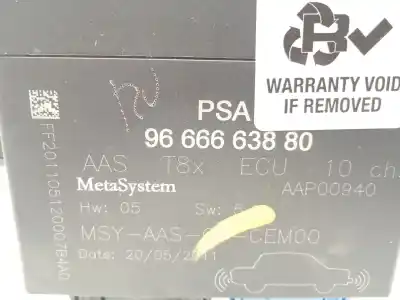 PSA
WARRANTY VOID
IF REMOVED
96 666 638 80
AAS T8x ECU 10 ch.
MetaSystem
AAP00940
Hw: 05 Sw:
MSY-AAS- CEM00
Date: 20/05/2011